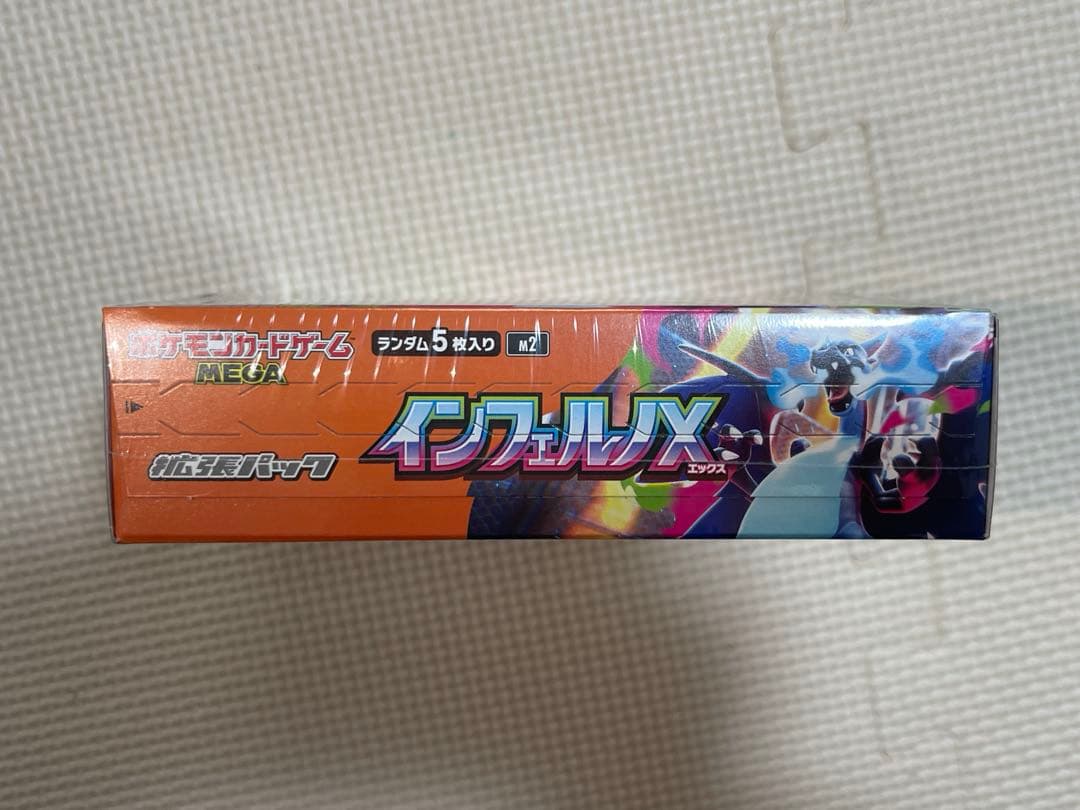 ポケモンカードゲーム
MEGA
ランダム5枚入り M2
インフェルノX
エックス
拡張パック